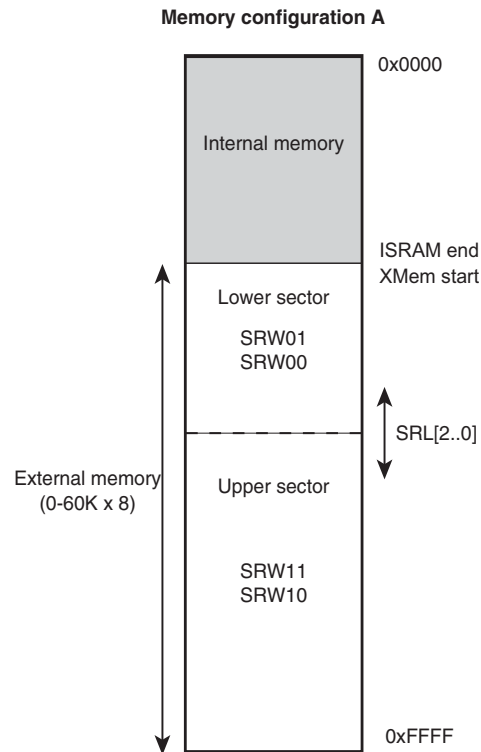 Memory configuration A
0x0000
Internal memory
ISRAM end
XMem start
Lower sector
SRW01
SRW00
SRL[2..0]
External memory
(0-60K x 8)
Upper sector
SRW11
SRW10
0xFFFF